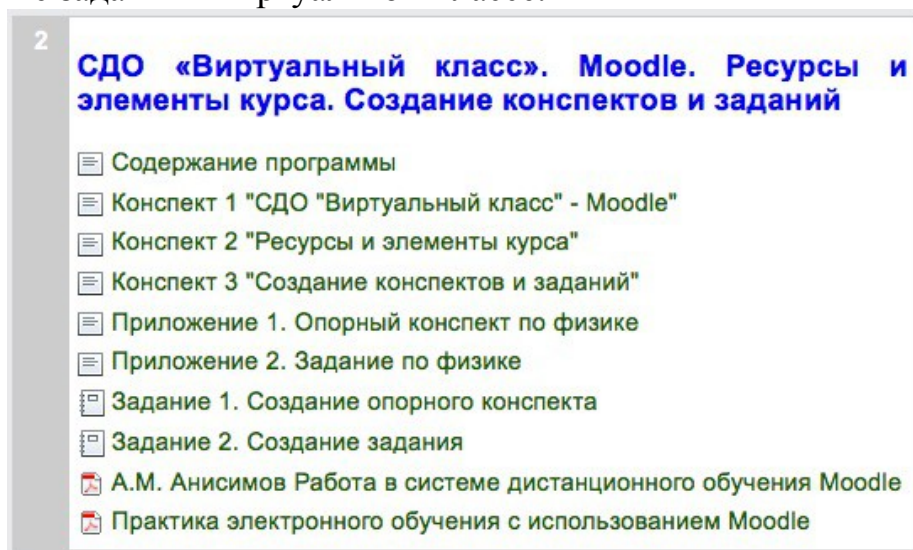 2
СДО «Виртуальный класс». Moodle. Ресурсы и
элементы курса. Создание конспектов и заданий
Содержание программы
Конспект 1 "СДО "Виртуальный класс" - Moodle"
Конспект 2 "Ресурсы и элементы курса"
Конспект 3 "Создание конспектов и заданий"
Приложение 1. Опорный конспект по физике
Приложение 2. Задание по физике
Задание 1. Создание опорного конспекта
Задание 2. Создание задания
А.М. Анисимов Работа в системе дистанционного обучения Moodle
Практика электронного обучения с использованием Moodle